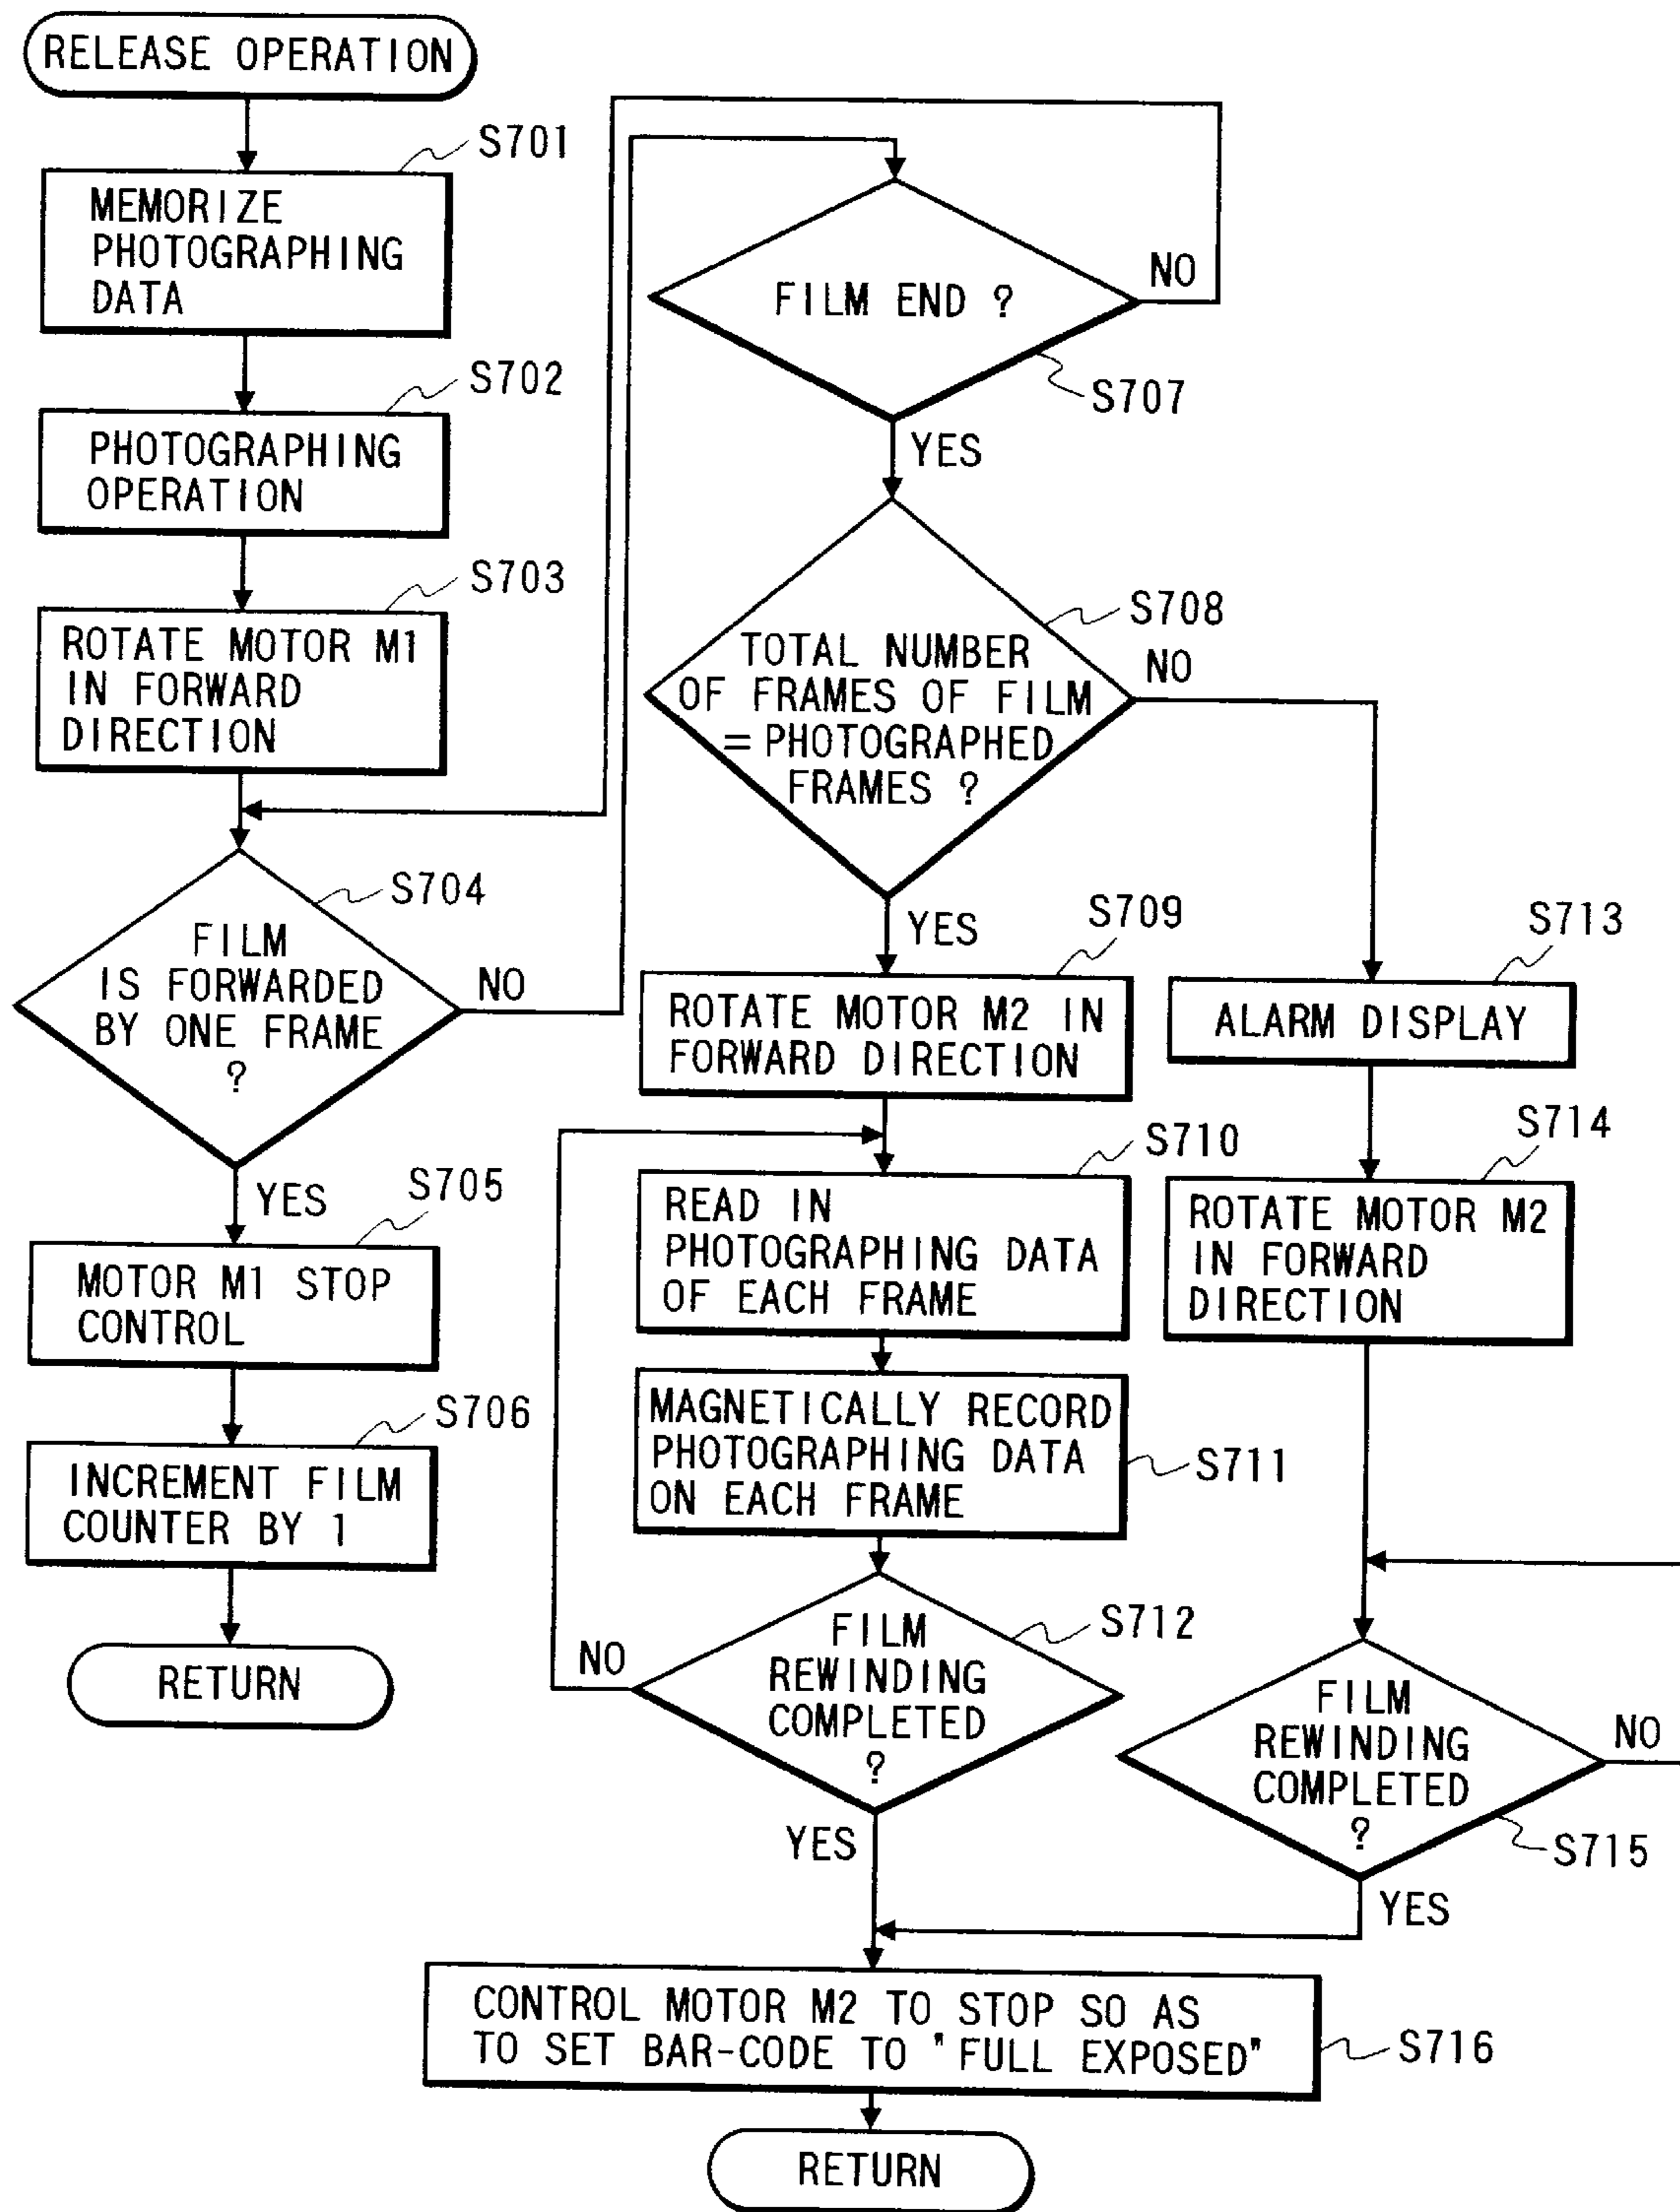 RELEASE OPERATION
S701
MEMORIZE
PHOTOGRAPHING
DATA
S702
PHOTOGRAPHING
OPERATION
S703
ROTATE MOTOR M1
IN FORWARD
DIRECTION
S704
FILM
IS FORWARDED
BY ONE FRAME
?
NO
YES
S705
MOTOR M1 STOP
CONTROL
S706
INCREMENT FILM
COUNTER BY 1
RETURN
FILM END ?
NO
S707
YES
S708
TOTAL NUMBER
OF FRAMES OF FILM
= PHOTOGRAPHED
FRAMES ?
NO
YES
S709
ROTATE MOTOR M2 IN
FORWARD DIRECTION
S710
READ IN
PHOTOGRAPHING DATA
OF EACH FRAME
MAGNETICALLY RECORD
PHOTOGRAPHING DATA
ON EACH FRAME
S711
S712
FILM
REWINDING
COMPLETED
?
NO
YES
S713
ALARM DISPLAY
S714
ROTATE MOTOR M2
IN FORWARD
DIRECTION
FILM
REWINDING
COMPLETED
?
NO
S715
YES
CONTROL MOTOR M2 TO STOP SO AS
TO SET BAR-CODE TO "FULL EXPOSED"
S716
RETURN